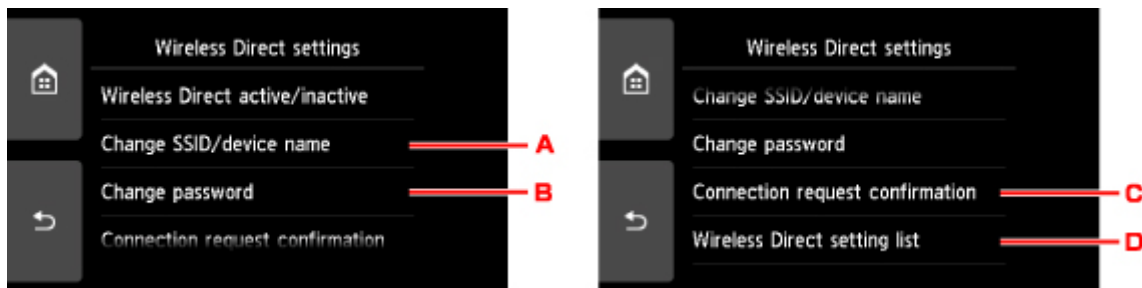 Wireless Direct settings
Wireless Direct active/inactive
Change SSID/device name
A
Change password
B
Connection request confirmation
Wireless Direct settings
Change SSID/device name
Change password
Connection request confirmation
C
Wireless Direct setting list
D